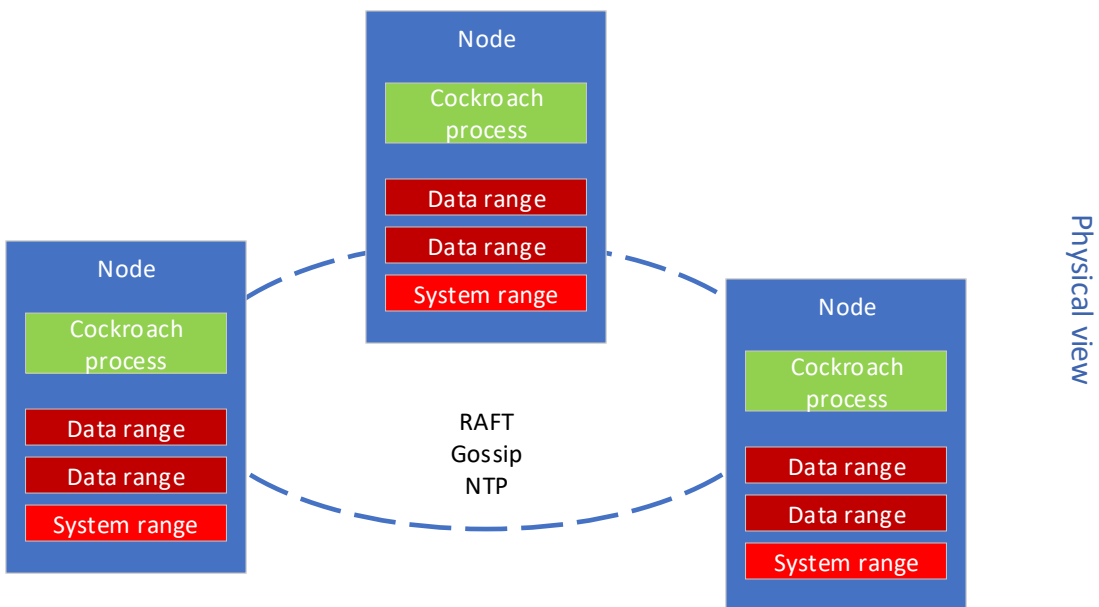 Node
Cockroach
process
Data range
Data range
System range
Node
Cockroach
process
Data range
Data range
System range
Node
Cockroach
process
Data range
Data range
System range
RAFT
Gossip
NTP
Physical view